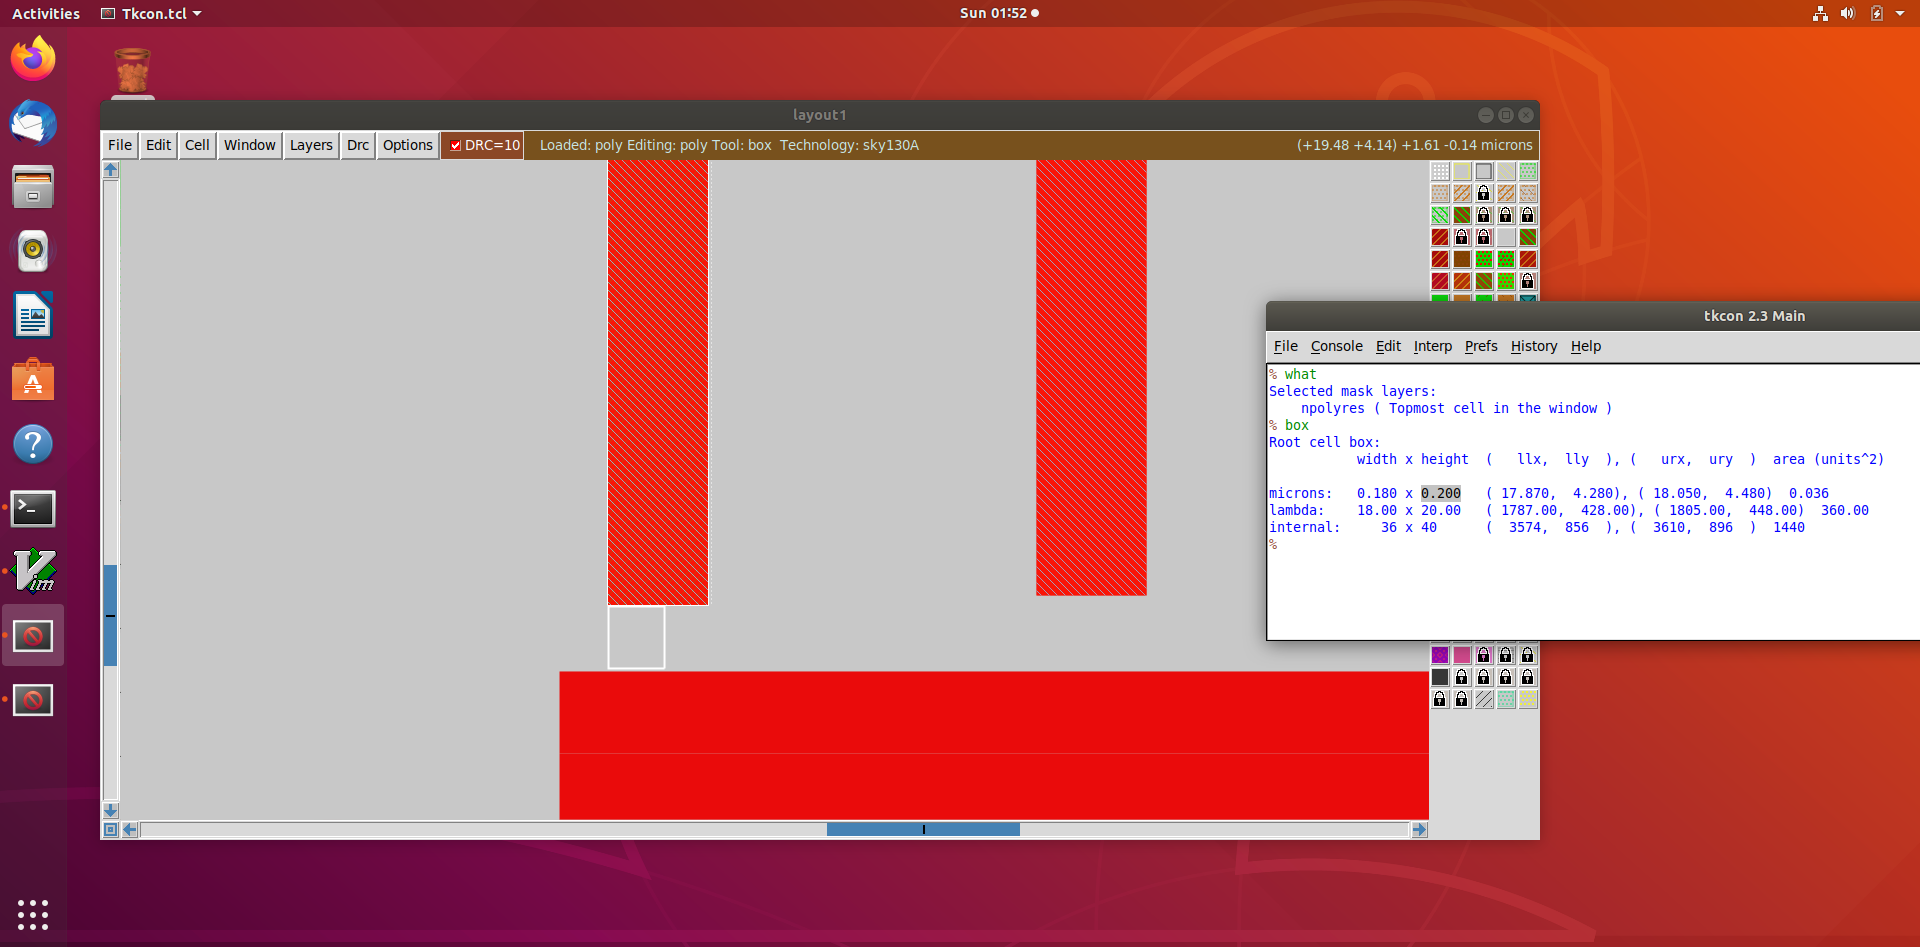 Activities Tkcon.tcl Sun 01:52
layout1
File Edit Cell Window Layers Drc Options DRC=10 Loaded: poly Editing: poly Tool: box Technology: sky130A (+19.48 +4.14) +1.61 -0.14 microns
tkcon 2.3 Main
File Console Edit Interp Prefs History Help
% what
Selected mask layers:
npolyres ( Topmost cell in the window )
% box
Root cell box:
width x height ( llx, lly ), ( urx, ury ) area (units^2)
microns: 0.180 x 0.200 ( 17.870, 4.280), ( 18.050, 4.480) 0.036
lambda: 18.00 x 20.00 ( 1787.00, 428.00), ( 1805.00, 448.00) 360.00
internal: 36 x 40 ( 3574, 856 ), ( 3610, 896 ) 1440
%
A
?
Vim